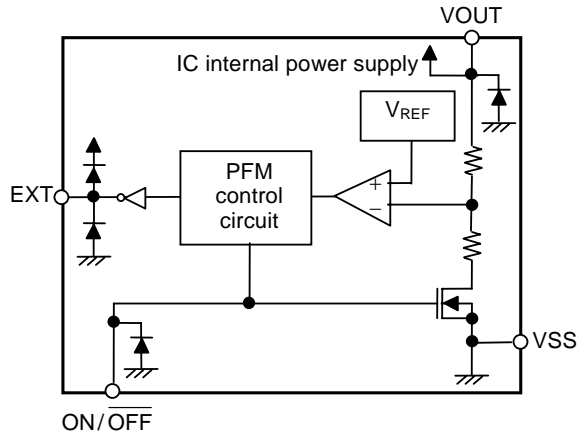 VOUT
IC internal power supply
VREF
PFM
control
circuit
+
−
EXT
VSS
ON/OFF